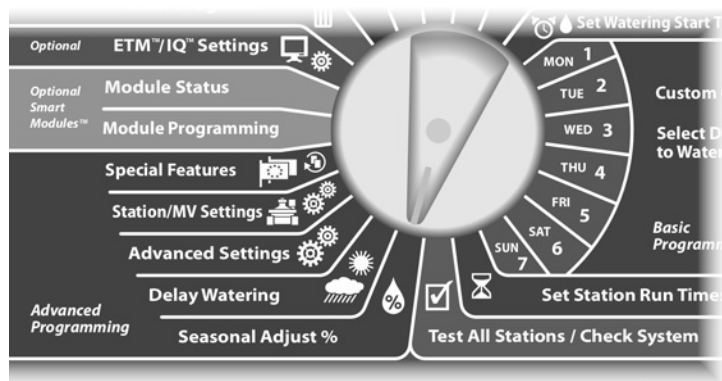 Optional
ETM™/IQ™ Settings
Optional
Smart
Modules™
Module Status
Module Programming
Special Features
Station/MV Settings
Advanced Settings
Delay Watering
Advanced
Programming
Seasonal Adjust %
%
Set Watering Start
MON 1
TUE 2
WED 3
THU 4
FRI 5
SAT 6
SUN 7
Custom
Select
to Water
Basic
Set Station Run Time
Test All Stations / Check System